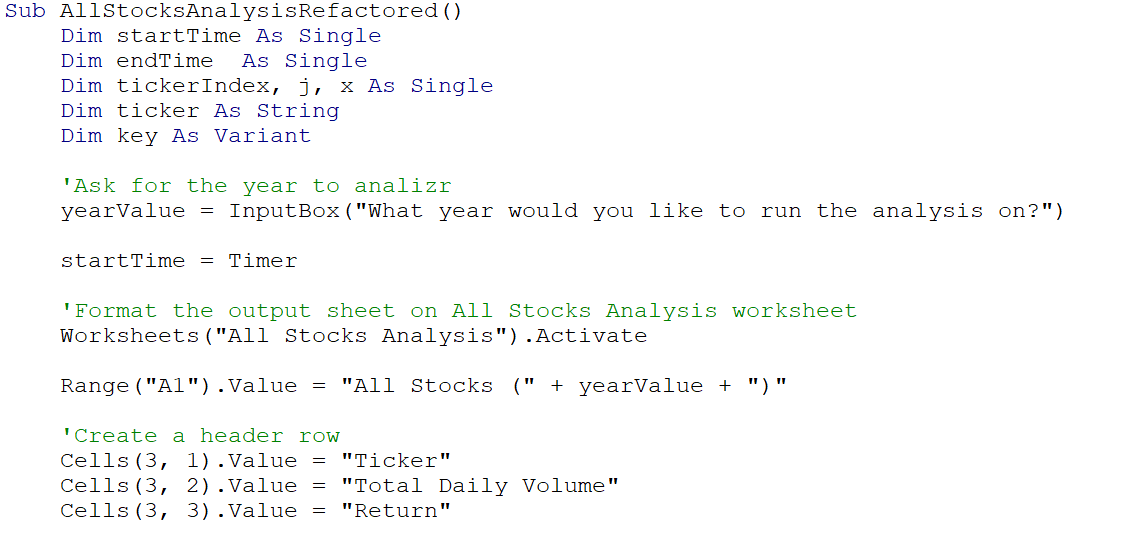 Sub AllStocksAnalysisRefactored()
    Dim startTime As Single
    Dim endTime  As Single
    Dim tickerIndex, j, x As Single
    Dim ticker As String
    Dim key As Variant
    'Ask for the year to analizr
    yearValue = InputBox("What year would you like to run the analysis on?")
    startTime = Timer
    'Format the output sheet on All Stocks Analysis worksheet
    Worksheets("All Stocks Analysis").Activate
    Range("A1").Value = "All Stocks (" + yearValue + ")"
    'Create a header row
    Cells(3, 1).Value = "Ticker"
    Cells(3, 2).Value = "Total Daily Volume"
    Cells(3, 3).Value = "Return"